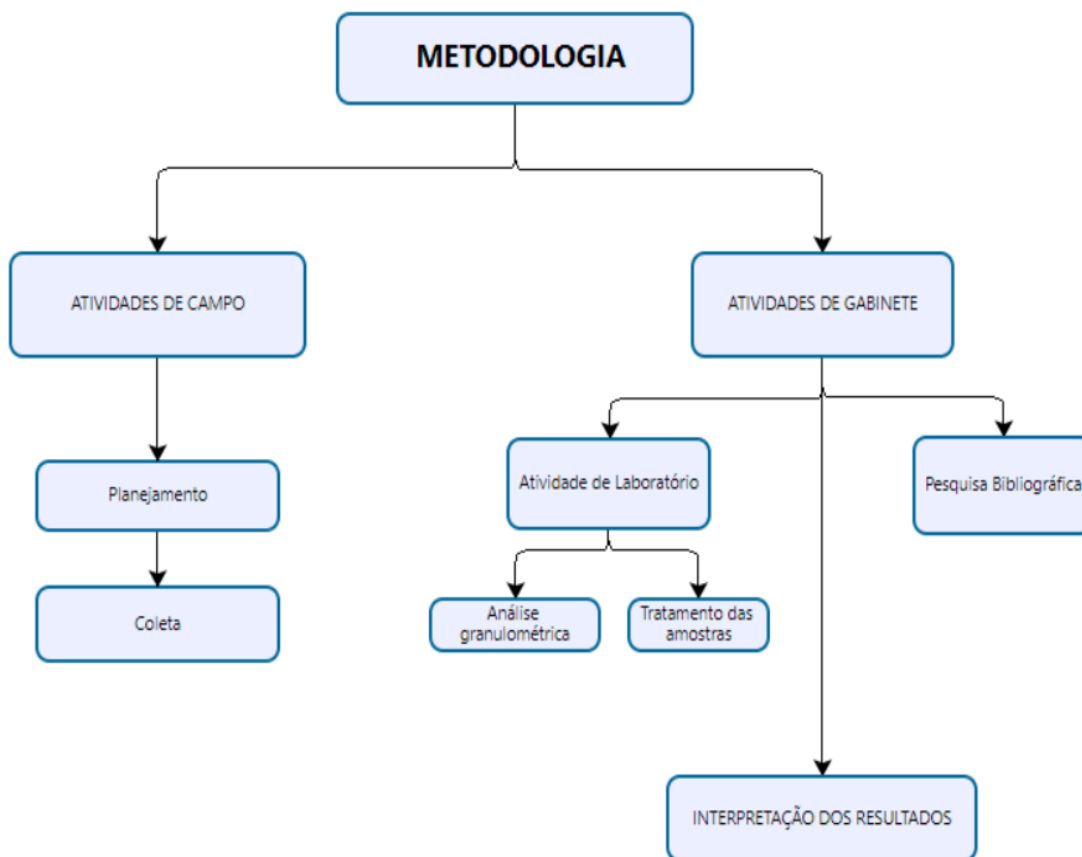 METODOLOGIA
ATIVIDADES DE CAMPO
ATIVIDADES DE GABINETE
Planejamento
Atividade de Laboratório
Pesquisa Bibliográfica
Coleta
Análise
granulométrica
Tratamento das
amostras
INTERPRETAÇÃO DOS RESULTADOS